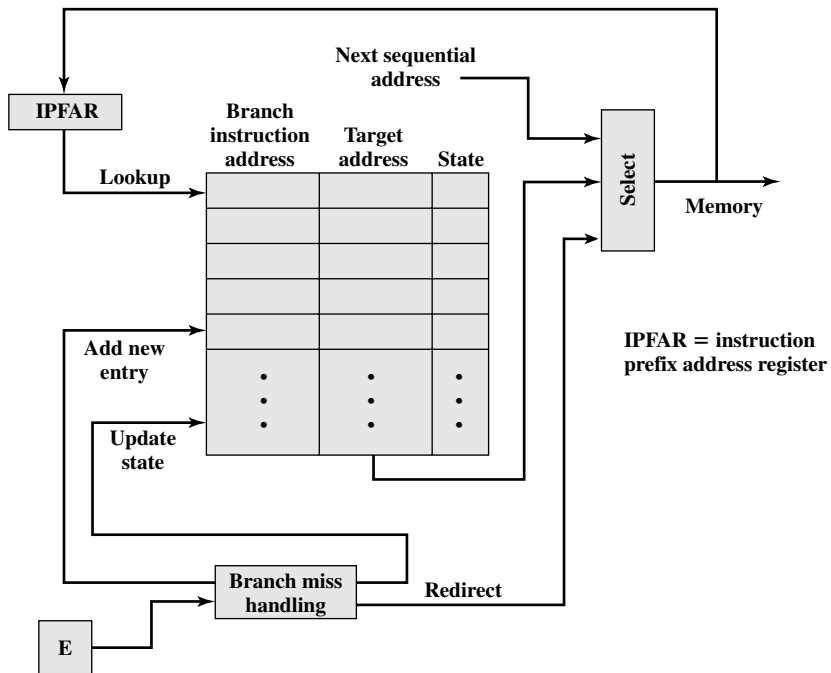 Next sequential
address
IPFAR
Branch
instruction
address
Target
address
State
Select
Lookup
Memory
IPFAR = instruction
prefix address register
Add new
entry
Update
state
Branch miss
handling
Redirect
E